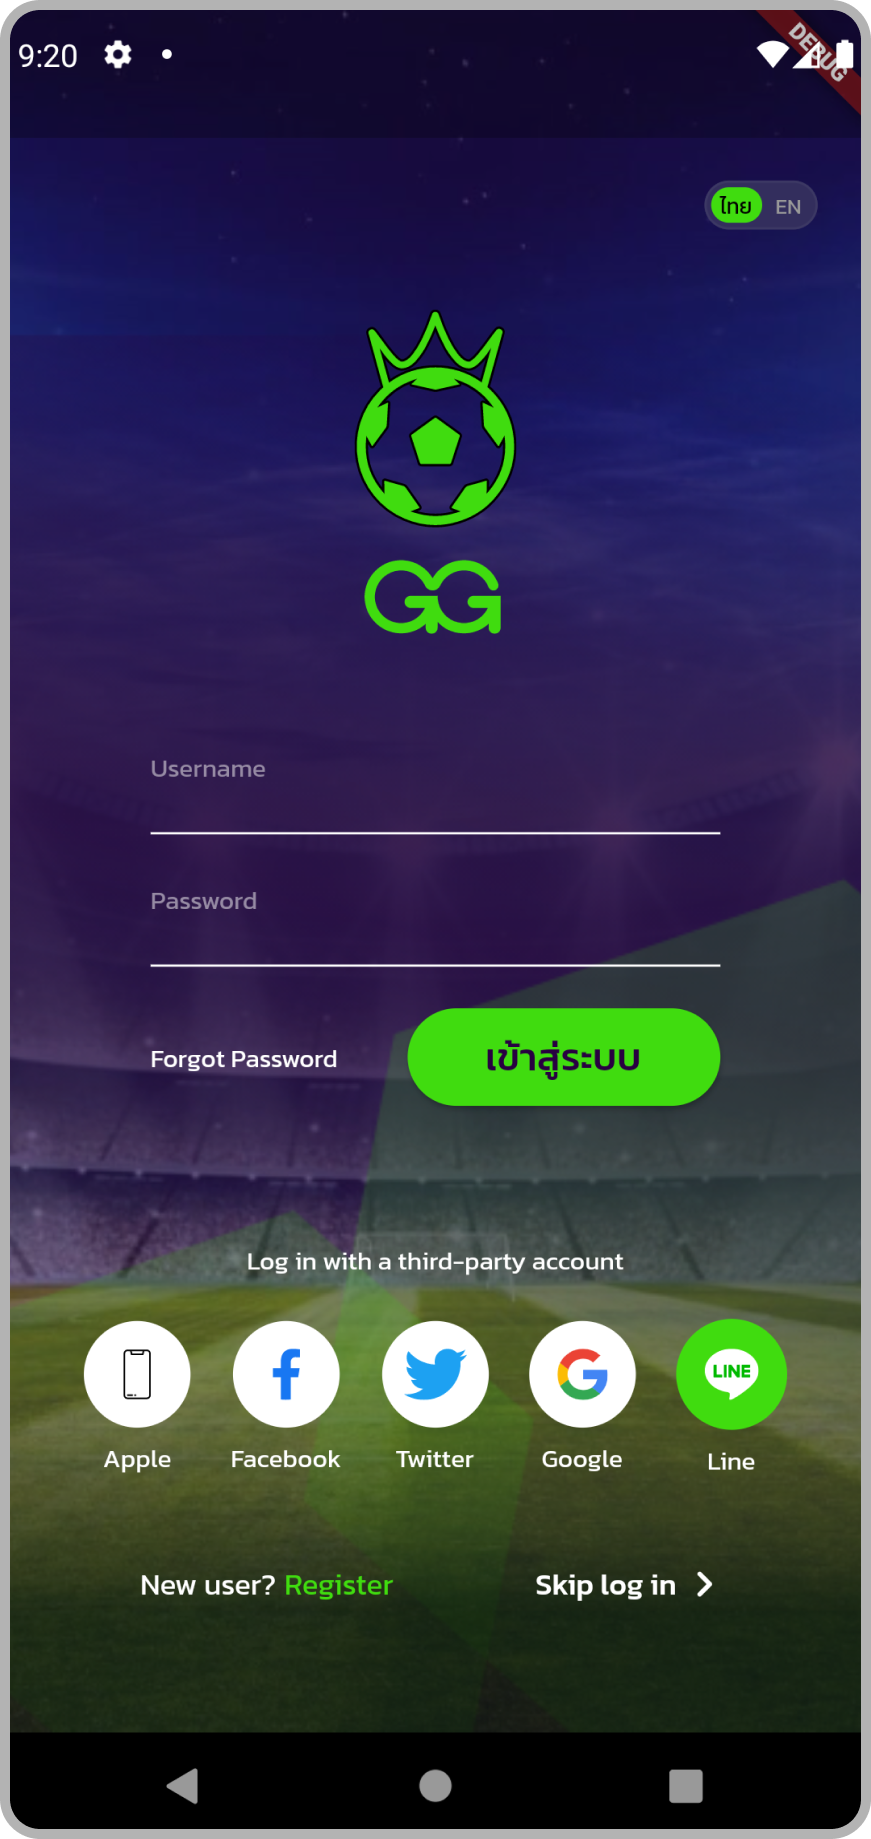 9:20
DEBUG
ไทย EN
GG
Username
Password
Forgot Password
เข้าสู่ระบบ
Log in with a third-party account
LINE
Apple Facebook Twitter Google Line
New user? Register
Skip log in